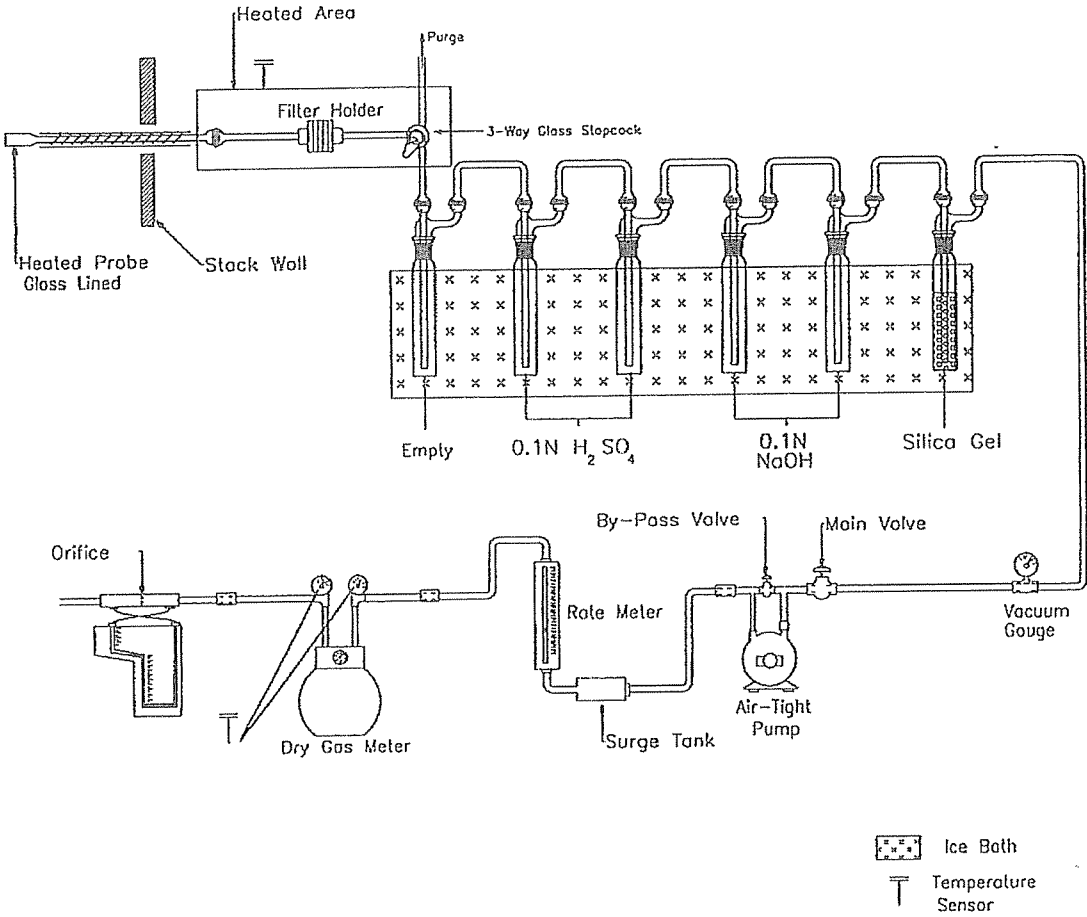 Heated Area
Purge
Filter Holder
3-Way Glass Stopcock
Heated Probe
Glass Lined
Stack Wall
Empty
0.1N H₂SO₄
0.1N
NaOH
Silica Gel
By-Pass Valve
Main Valve
Orifice
Rate Meter
Vacuum
Gauge
Air-Tight
Pump
Surge Tank
Dry Gas Meter
Ice Bath
Temperature
Sensor